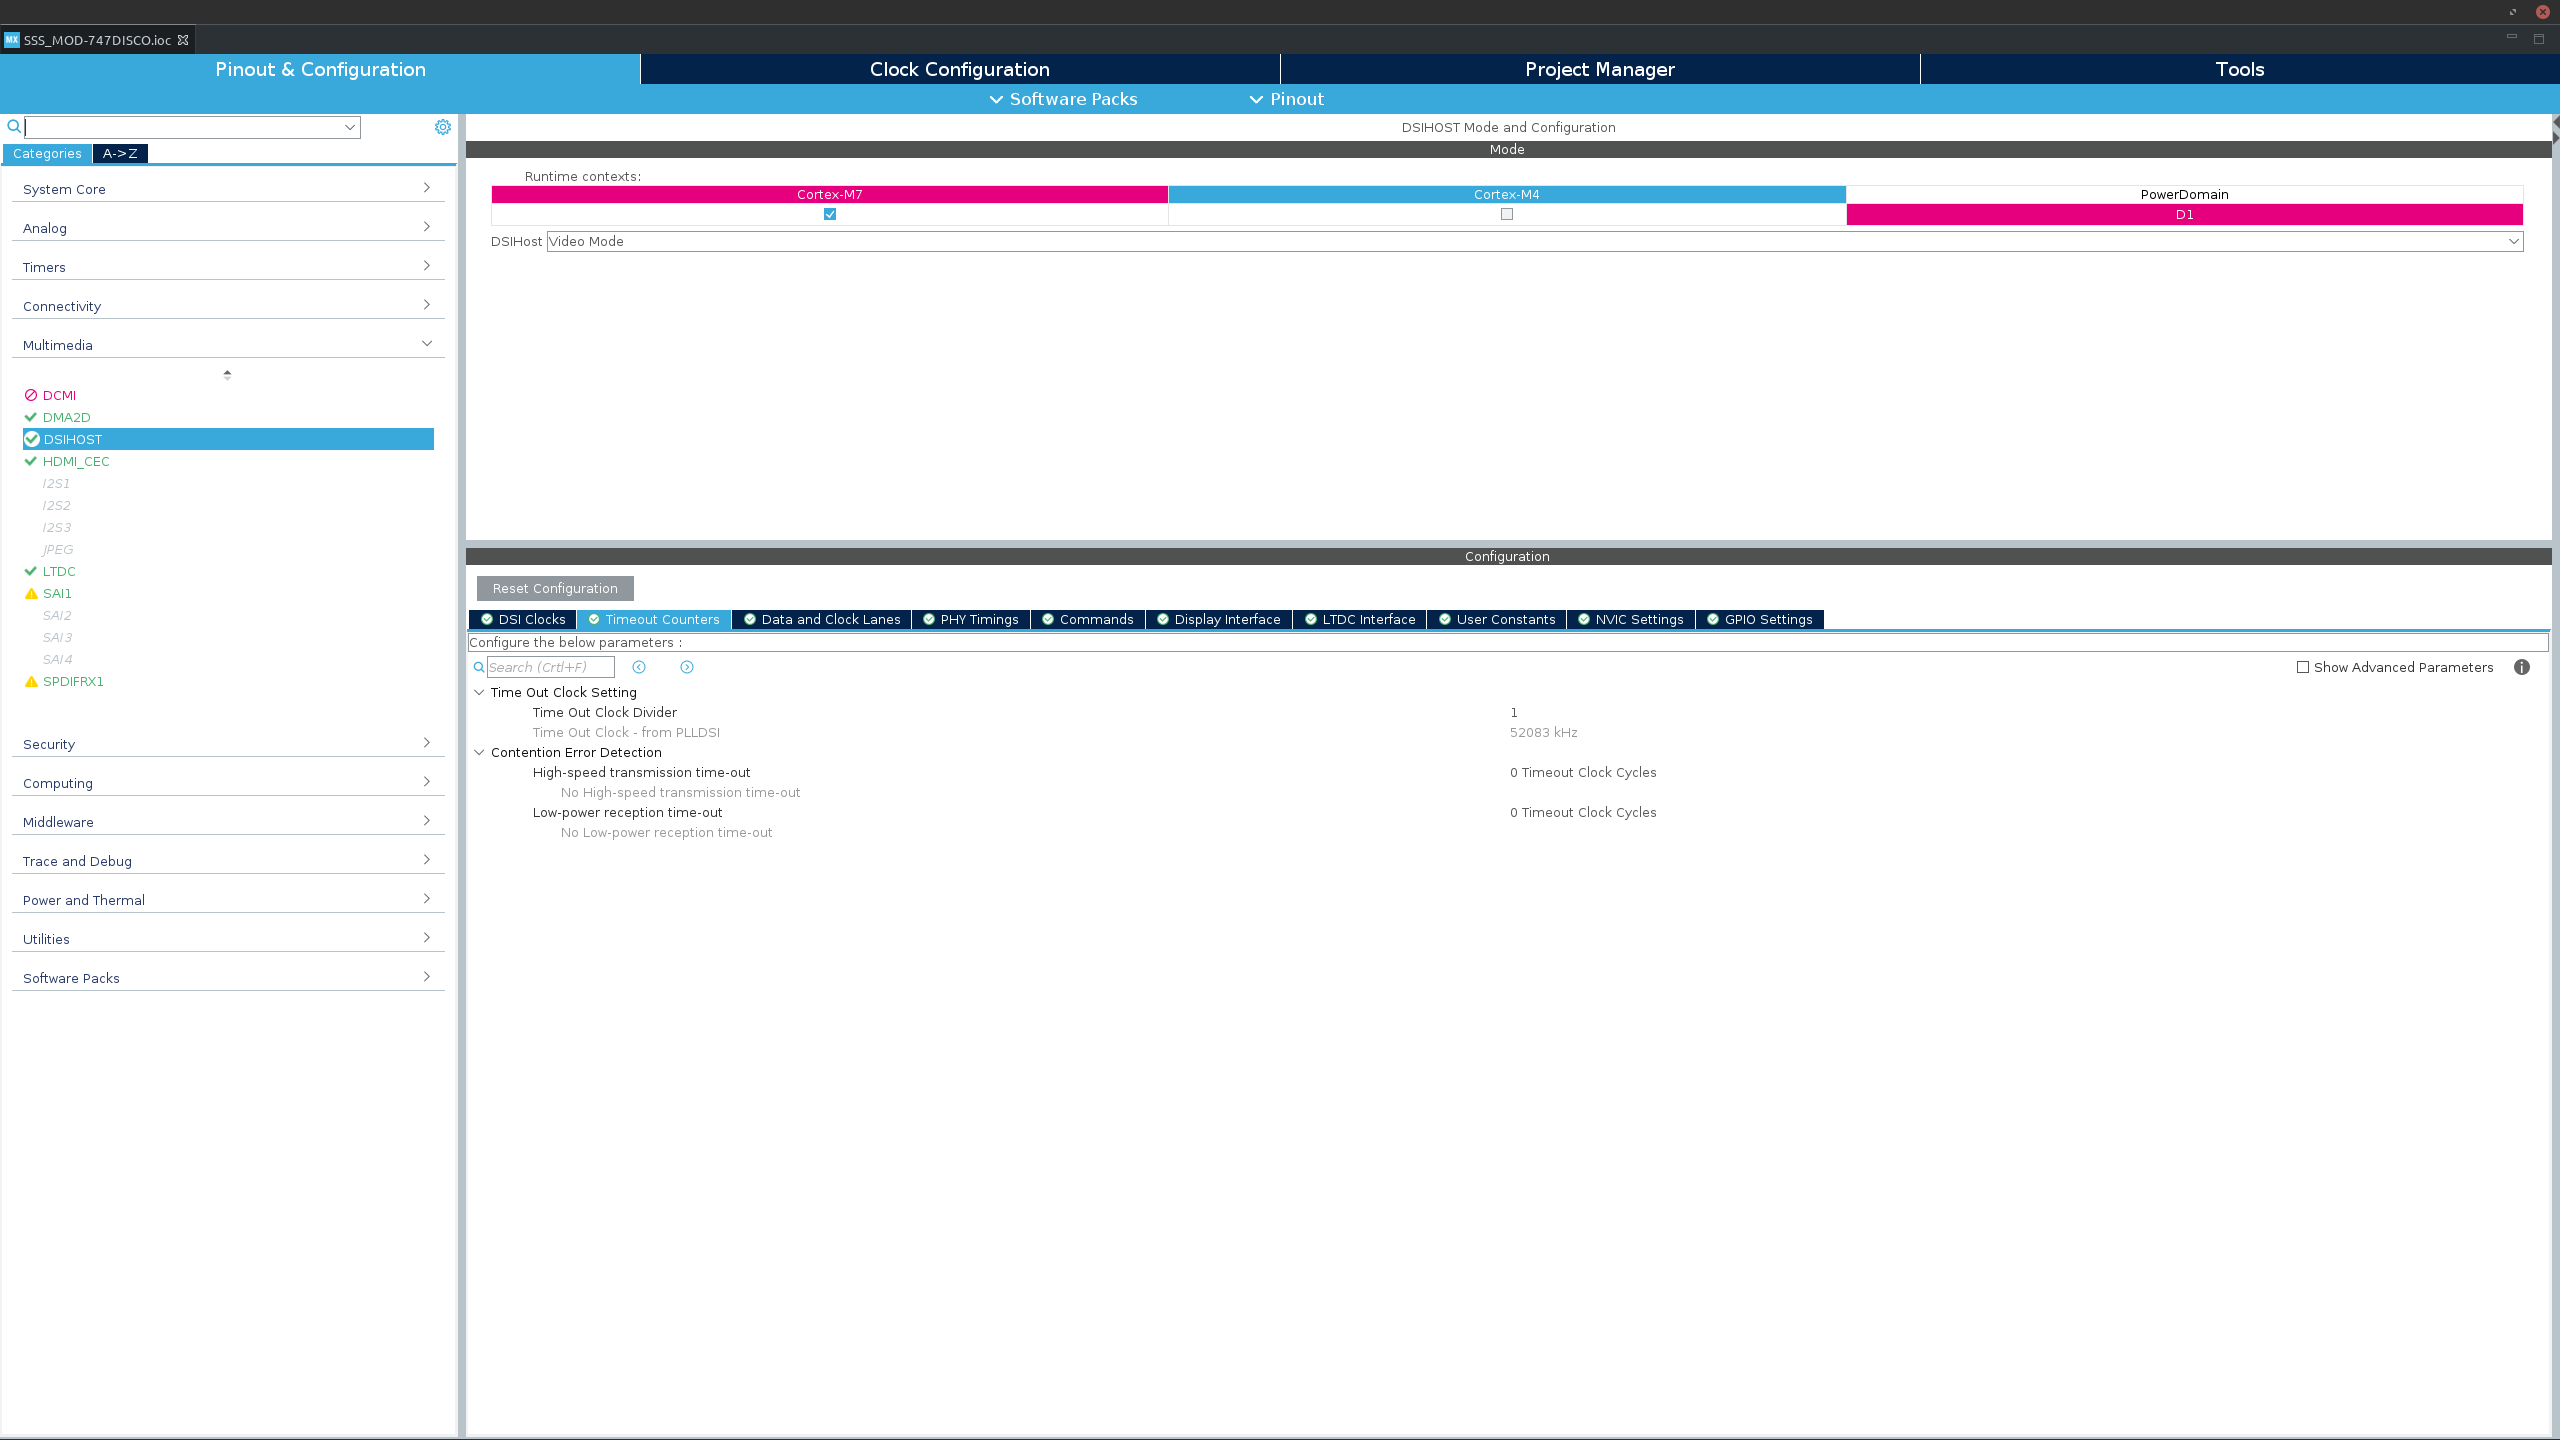 SSS_MOD-747DISCO.ioc
Pinout & Configuration
Clock Configuration
Project Manager
Tools
Software Packs
Pinout
Categories
A->Z
System Core
Analog
Timers
Connectivity
Multimedia
DCMI
DMA2D
DSIHOST
HDMI_CEC
I2S1
I2S2
I2S3
JPEG
LTDC
SAI1
SAI2
SAI3
SAI4
SPDIFRX1
Security
Computing
Middleware
Trace and Debug
Power and Thermal
Utilities
Software Packs
DSIHOST Mode and Configuration
Mode
Runtime contexts:
Cortex-M7
Cortex-M4
PowerDomain
D1
DSIHost Video Mode
Configuration
Reset Configuration
DSI Clocks
Timeout Counters
Data and Clock Lanes
PHY Timings
Commands
Display Interface
LTDC Interface
User Constants
NVIC Settings
GPIO Settings
Configure the below parameters :
Search (Crtl+F)
Show Advanced Parameters
Time Out Clock Setting
Time Out Clock Divider 1
Time Out Clock - from PLLDSI 52083 kHz
Contention Error Detection
High-speed transmission time-out 0 Timeout Clock Cycles
No High-speed transmission time-out
Low-power reception time-out 0 Timeout Clock Cycles
No Low-power reception time-out